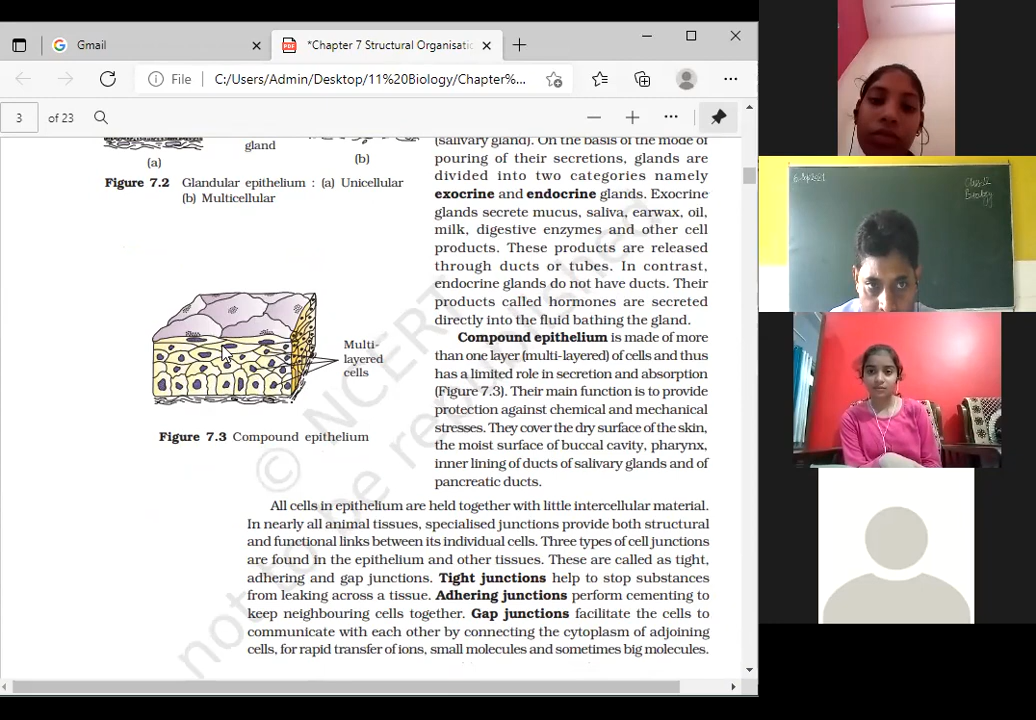 Gmail
*Chapter 7 Structural Organisati
File
C:/Users/Admin/Desktop/11%20Biology/Chapter%...
3
of 23
gland
(a)
(b)
Figure 7.2 Glandular epithelium : (a) Unicellular
(b) Multicellular
(salivary gland). On the basis of the mode of
pouring of their secretions, glands are
divided into two categories namely
exocrine and endocrine glands. Exocrine
glands secrete mucus, saliva, earwax, oil,
milk, digestive enzymes and other cell
products. These products are released
through ducts or tubes. In contrast,
endocrine glands do not have ducts. Their
products called hormones are secreted
directly into the fluid bathing the gland.
Multi-
layered
cells
Figure 7.3 Compound epithelium
Compound epithelium is made of more
than one layer (multi-layered) of cells and thus
has a limited role in secretion and absorption
(Figure 7.3). Their main function is to provide
protection against chemical and mechanical
stresses. They cover the dry surface of the skin,
the moist surface of buccal cavity, pharynx,
inner lining of ducts of salivary glands and of
pancreatic ducts.
All cells in epithelium are held together with little intercellular material.
In nearly all animal tissues, specialised junctions provide both structural
and functional links between its individual cells. Three types of cell junctions
are found in the epithelium and other tissues. These are called as tight,
adhering and gap junctions. Tight junctions help to stop substances
from leaking across a tissue. Adhering junctions perform cementing to
keep neighbouring cells together. Gap junctions facilitate the cells to
communicate with each other by connecting the cytoplasm of adjoining
cells, for rapid transfer of ions, small molecules and sometimes big molecules.
© NCERT
not to be republished